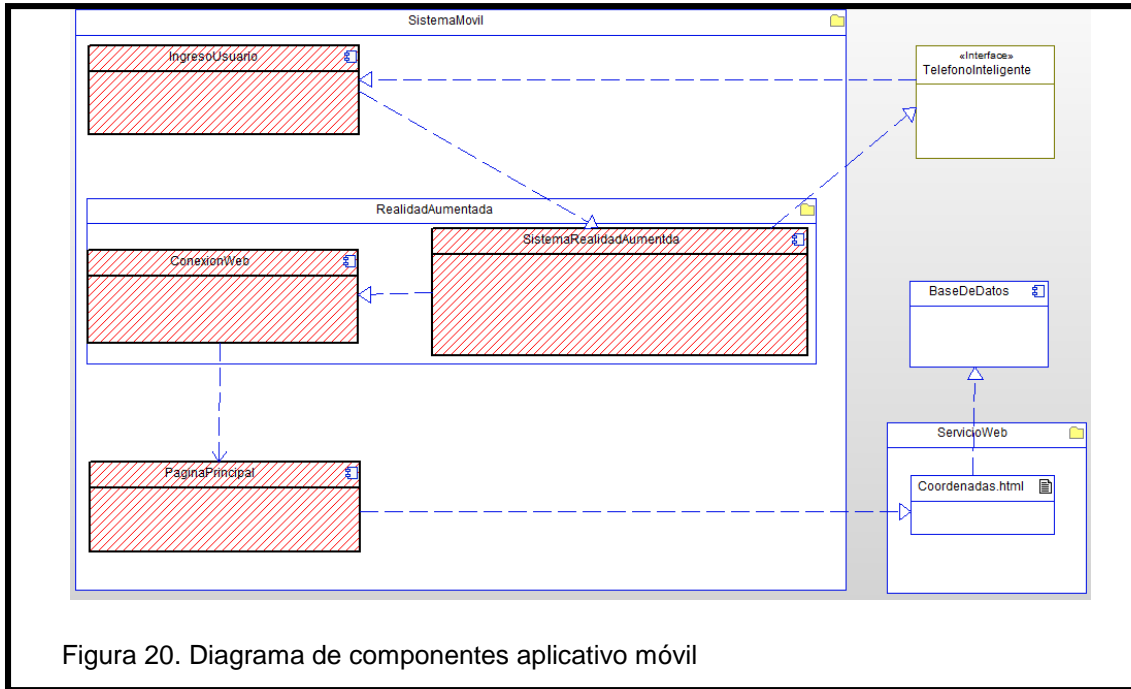 SistemaMovil
IngresoUsuario
«Interface»
TelefonoInteligente
RealidadAumentada
SistemaRealidadAumentda
ConexionWeb
BaseDeDatos
ServicioWeb
PaginaPrincipal
Coordenadas.html
Figura 20. Diagrama de componentes aplicativo móvil